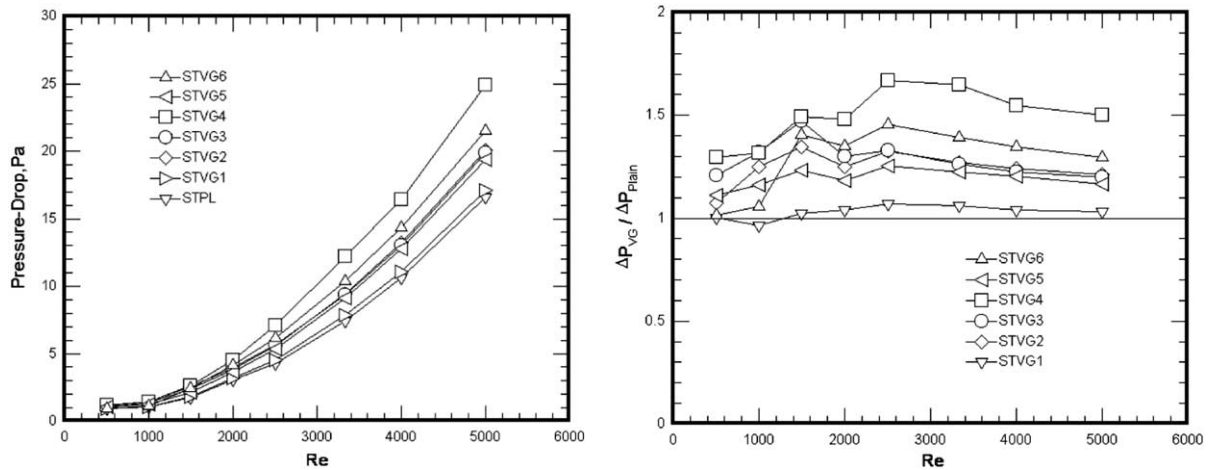 30
25
20
15
10
5
0
Pressure-Drop,Pa
STVG6
STVG5
STVG4
STVG3
STVG2
STVG1
STPL
0 1000 2000 3000 4000 5000 6000
Re
2
1.5
1
0.5
0
ΔP_VG / ΔP_Plain
STVG6
STVG5
STVG4
STVG3
STVG2
STVG1
0 1000 2000 3000 4000 5000 6000
Re